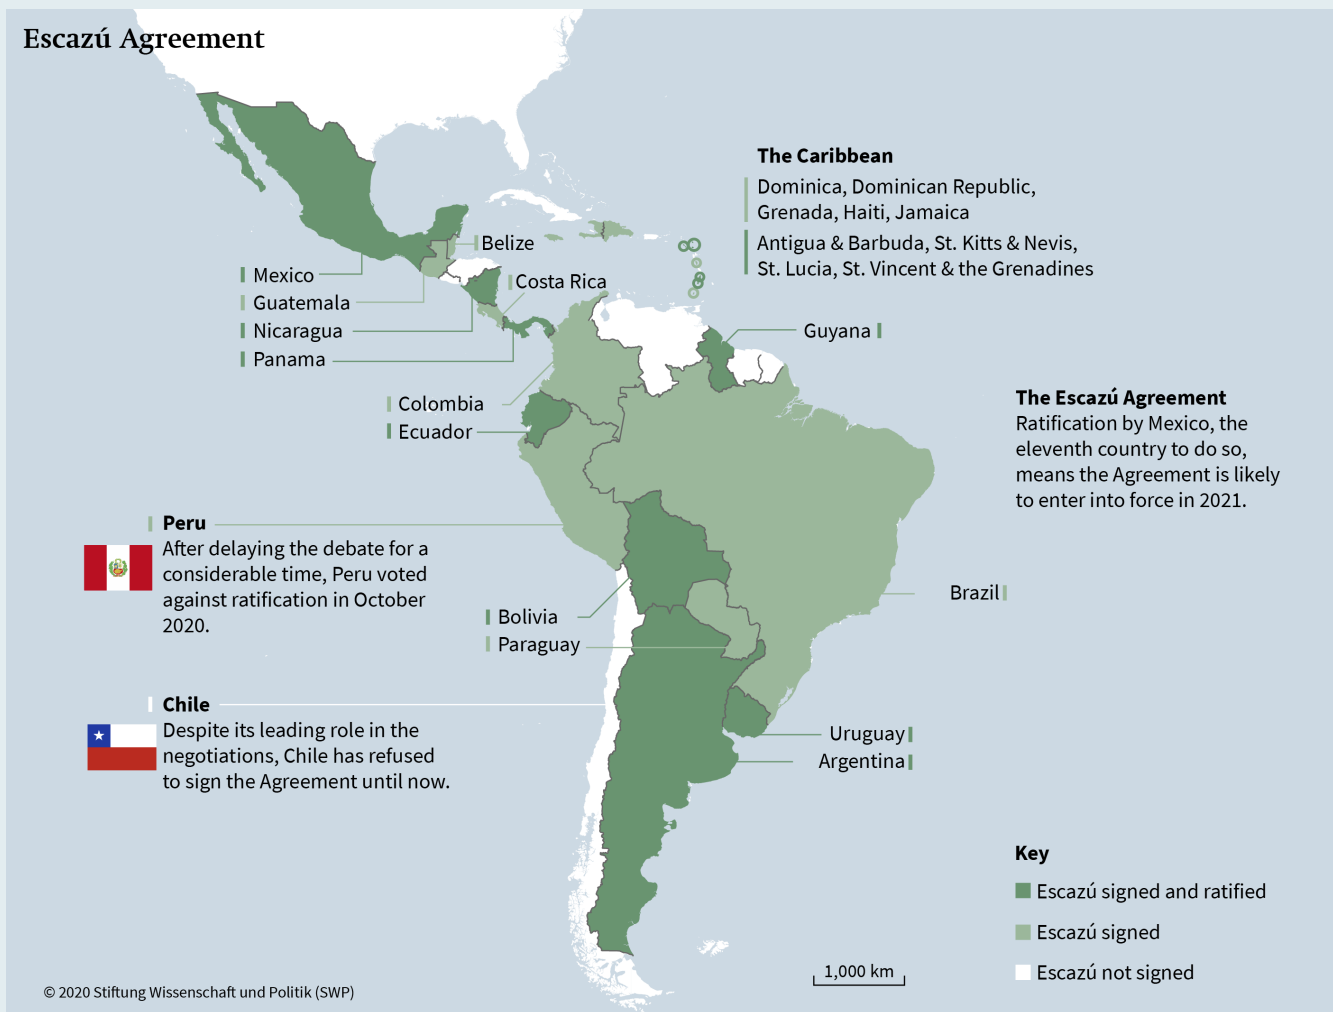 Escazú Agreement
The Caribbean
Dominica, Dominican Republic,
Grenada, Haiti, Jamaica
Antigua & Barbuda, St. Kitts & Nevis,
St. Lucia, St. Vincent & the Grenadines
Belize
Mexico
Costa Rica
Guatemala
Nicaragua
Panama
Guyana
Colombia
Ecuador
The Escazú Agreement
Ratification by Mexico, the
eleventh country to do so,
means the Agreement is likely
to enter into force in 2021.
Peru
After delaying the debate for a
considerable time, Peru voted
against ratification in October
2020.
Brazil
Bolivia
Paraguay
Chile
Despite its leading role in the
negotiations, Chile has refused
to sign the Agreement until now.
Uruguay
Argentina
Key
Escazú signed and ratified
Escazú signed
Escazú not signed
1,000 km
© 2020 Stiftung Wissenschaft und Politik (SWP)